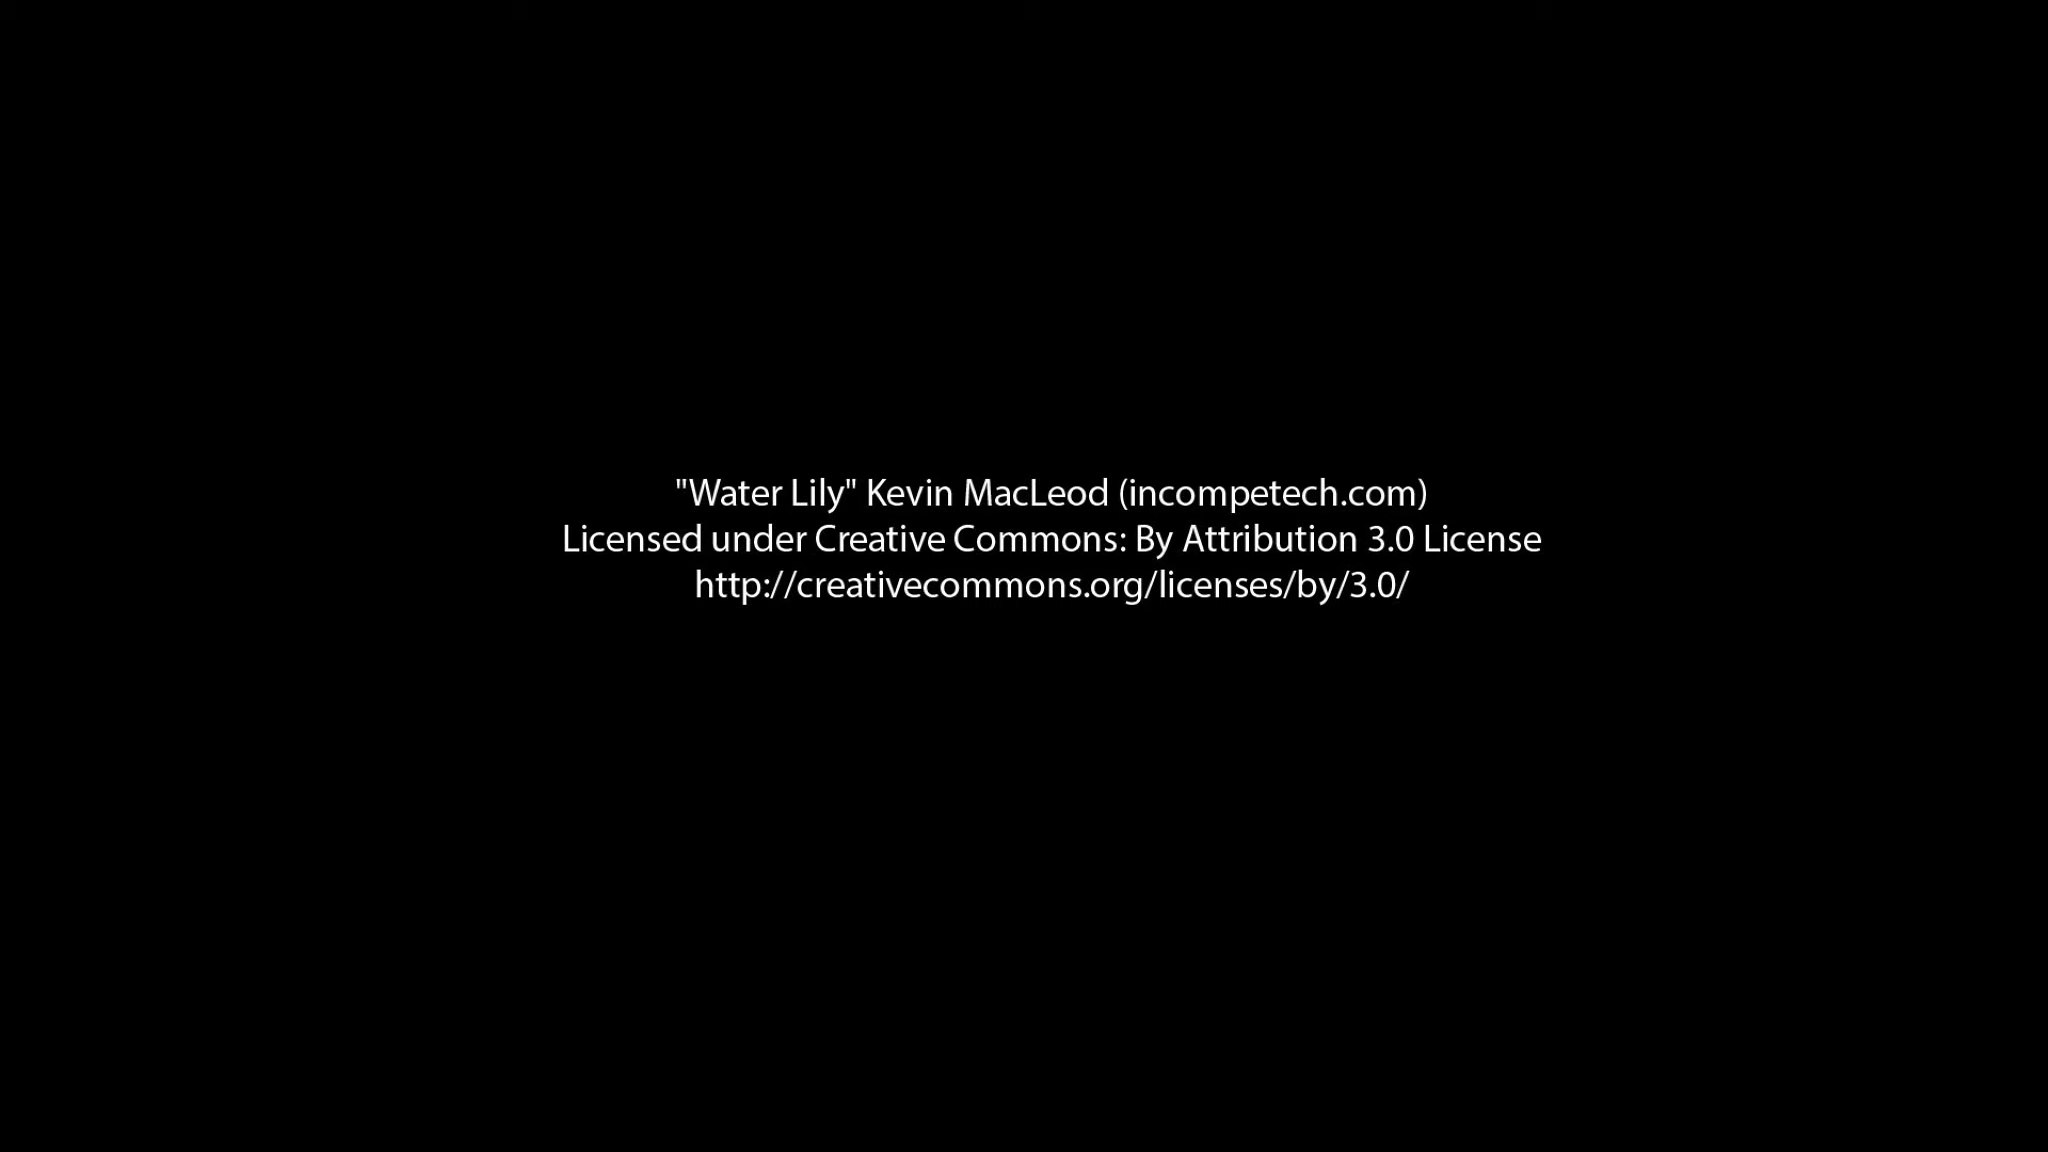 "Water Lily" Kevin MacLeod (incompetech.com)
Licensed under Creative Commons: By Attribution 3.0 License
http://creativecommons.org/licenses/by/3.0/